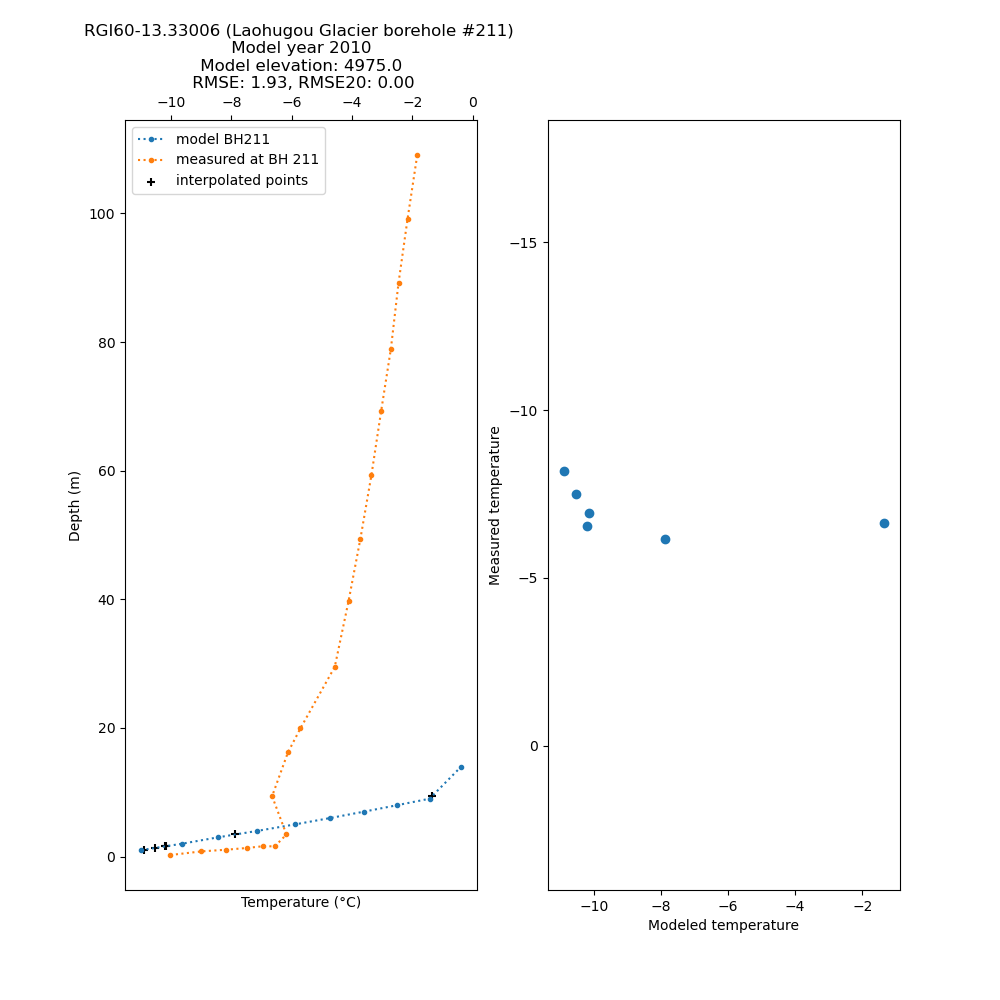 RGI60-13.33006 (Laohugou Glacier borehole #211)
Model year 2010
Model elevation: 4975.0
RMSE: 1.93, RMSE20: 0.00
−10 −8 −6 −4 −2 0
model BH211
measured at BH 211
interpolated points
100
80
60
40
20
0
Depth (m)
Temperature (°C)
−15
−10
−5
0
Measured temperature
−10 −8 −6 −4 −2
Modeled temperature